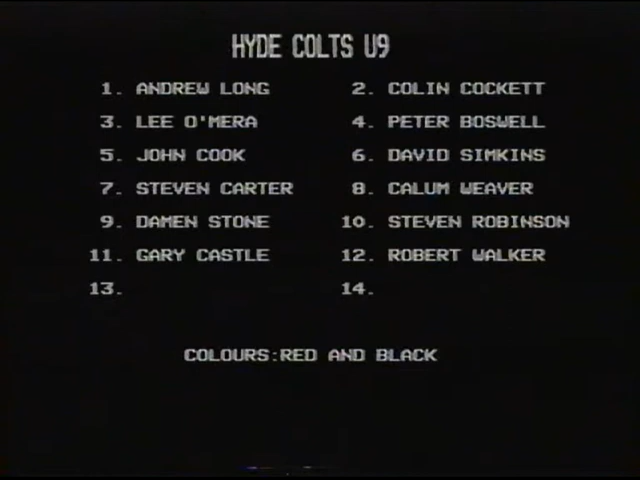 HYDE COLTS U9
1. ANDREW LONG 2. COLIN COCKETT
3. LEE O'MERA 4. PETER BOSWELL
5. JOHN COOK 6. DAVID SIMKINS
7. STEVEN CARTER 8. CALUM WEAVER
9. DAMEN STONE 10. STEVEN ROBINSON
11. GARY CASTLE 12. ROBERT WALKER
13. 14.
COLOURS:RED AND BLACK